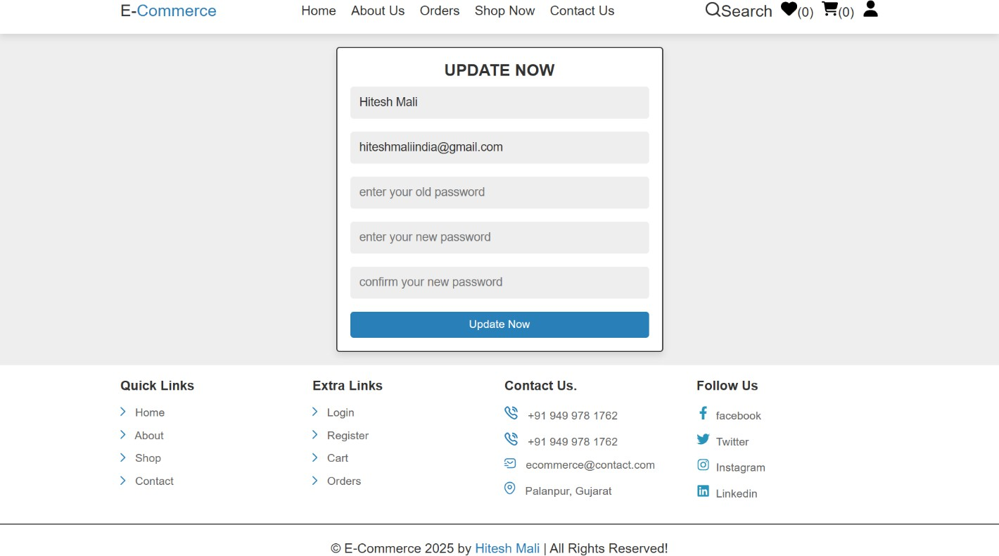 E-Commerce Home About Us Orders Shop Now Contact Us Search (0) (0)
UPDATE NOW
Hitesh Mali
hiteshmaliindia@gmail.com
enter your old password
enter your new password
confirm your new password
Update Now
Quick Links
Home
About
Shop
Contact
Extra Links
Login
Register
Cart
Orders
Contact Us.
+91 949 978 1762
+91 949 978 1762
ecommerce@contact.com
Palanpur, Gujarat
Follow Us
facebook
Twitter
Instagram
Linkedin
© E-Commerce 2025 by Hitesh Mali | All Rights Reserved!